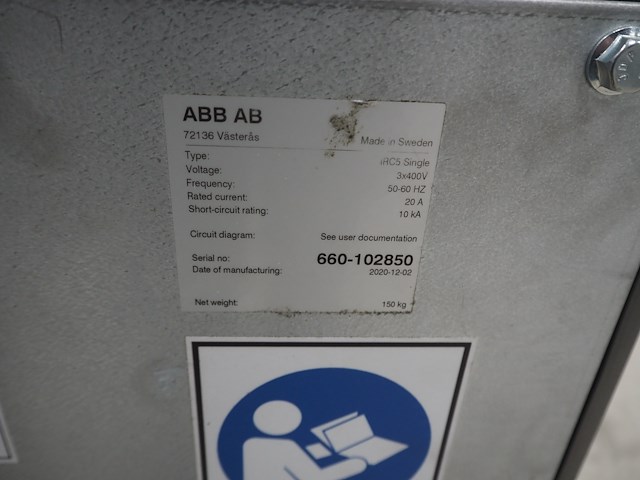 ABB AB
72136 Västerås
Made in Sweden
Type: IRC5 Single
Voltage: 3x400V
Frequency: 50-60 HZ
Rated current: 20 A
Short-circuit rating: 10 kA
Circuit diagram: See user documentation
Serial no: 660-102850
Date of manufacturing: 2020-12-02
Net weight: 150 kg